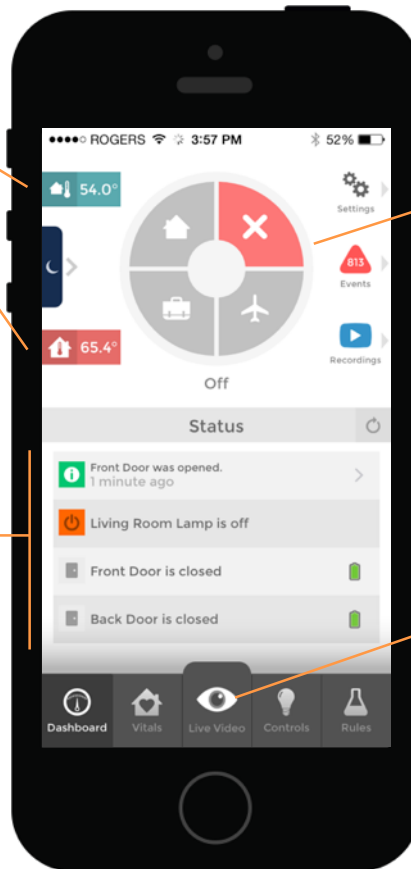 ROGERS 3:57 PM 52%
54.0°
Settings
813
Events
65.4°
Recordings
Off
Status
Front Door was opened.
1 minute ago
Living Room Lamp is off
Front Door is closed
Back Door is closed
Dashboard Vitals Live Video Controls Rules